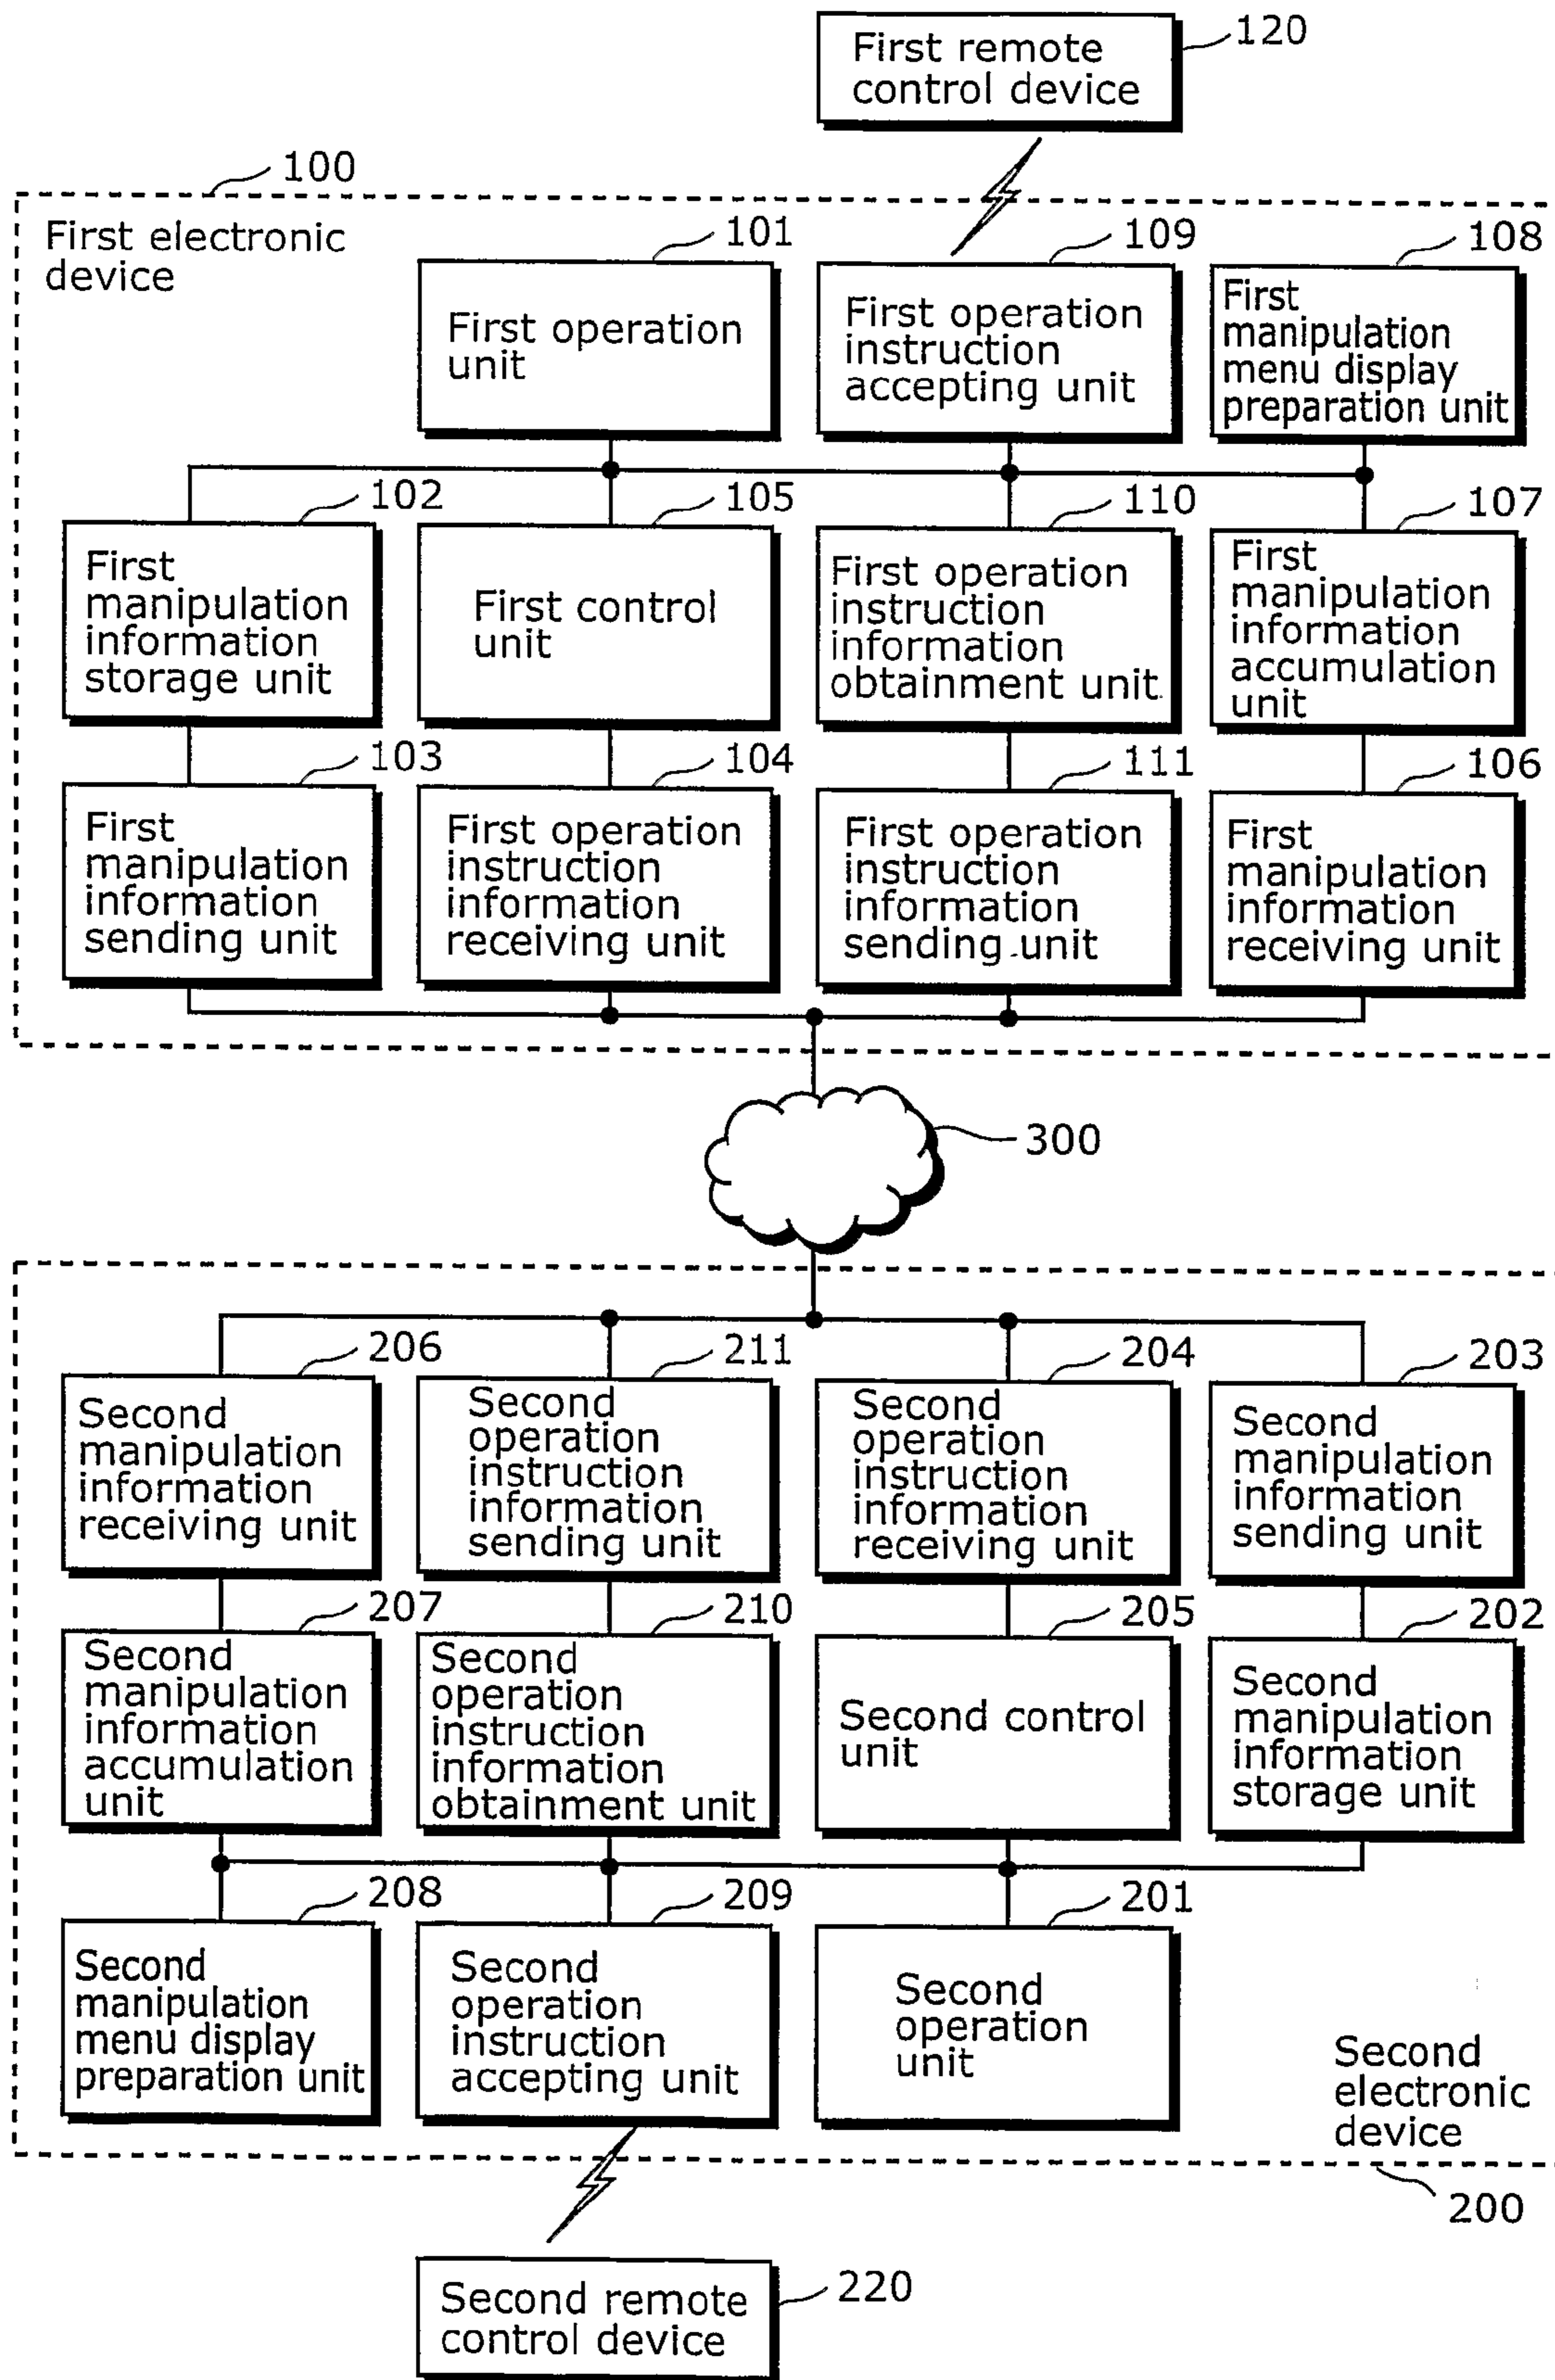 First remote
control device
120
100
First electronic
device
101
First operation
unit
109
First operation
instruction
accepting unit
108
First
manipulation
menu display
preparation unit
102
First
manipulation
information
storage unit
105
First control
unit
110
First operation
instruction
information
obtainment unit
107
First
manipulation
information
accumulation
unit
103
First
manipulation
information
sending unit
104
First operation
instruction
information
receiving unit
111
First operation
instruction
information
sending unit
106
First
manipulation
information
receiving unit
300
206
Second
manipulation
information
receiving unit
211
Second
operation
instruction
information
sending unit
204
Second
operation
instruction
information
receiving unit
203
Second
manipulation
information
sending unit
207
Second
manipulation
information
accumulation
unit
210
Second
operation
instruction
information
obtainment unit
205
Second control
unit
202
Second
manipulation
information
storage unit
208
Second
manipulation
menu display
preparation unit
209
Second
operation
instruction
accepting unit
201
Second
operation
unit
Second
electronic
device
200
Second remote
control device
220